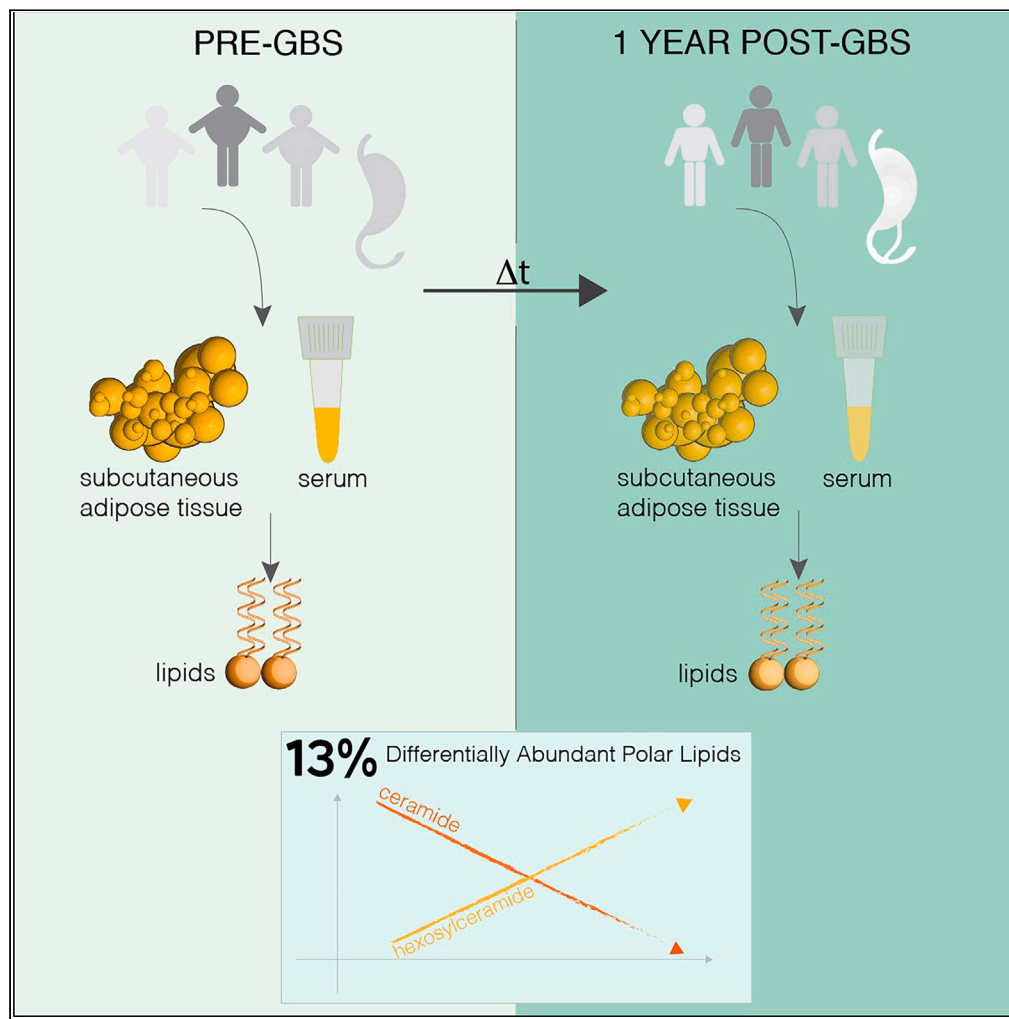 PRE-GBS
1 YEAR POST-GBS
Δt
subcutaneous
adipose tissue
serum
subcutaneous
adipose tissue
serum
lipids
lipids
13% Differentially Abundant Polar Lipids
ceramide
hexosylceramide